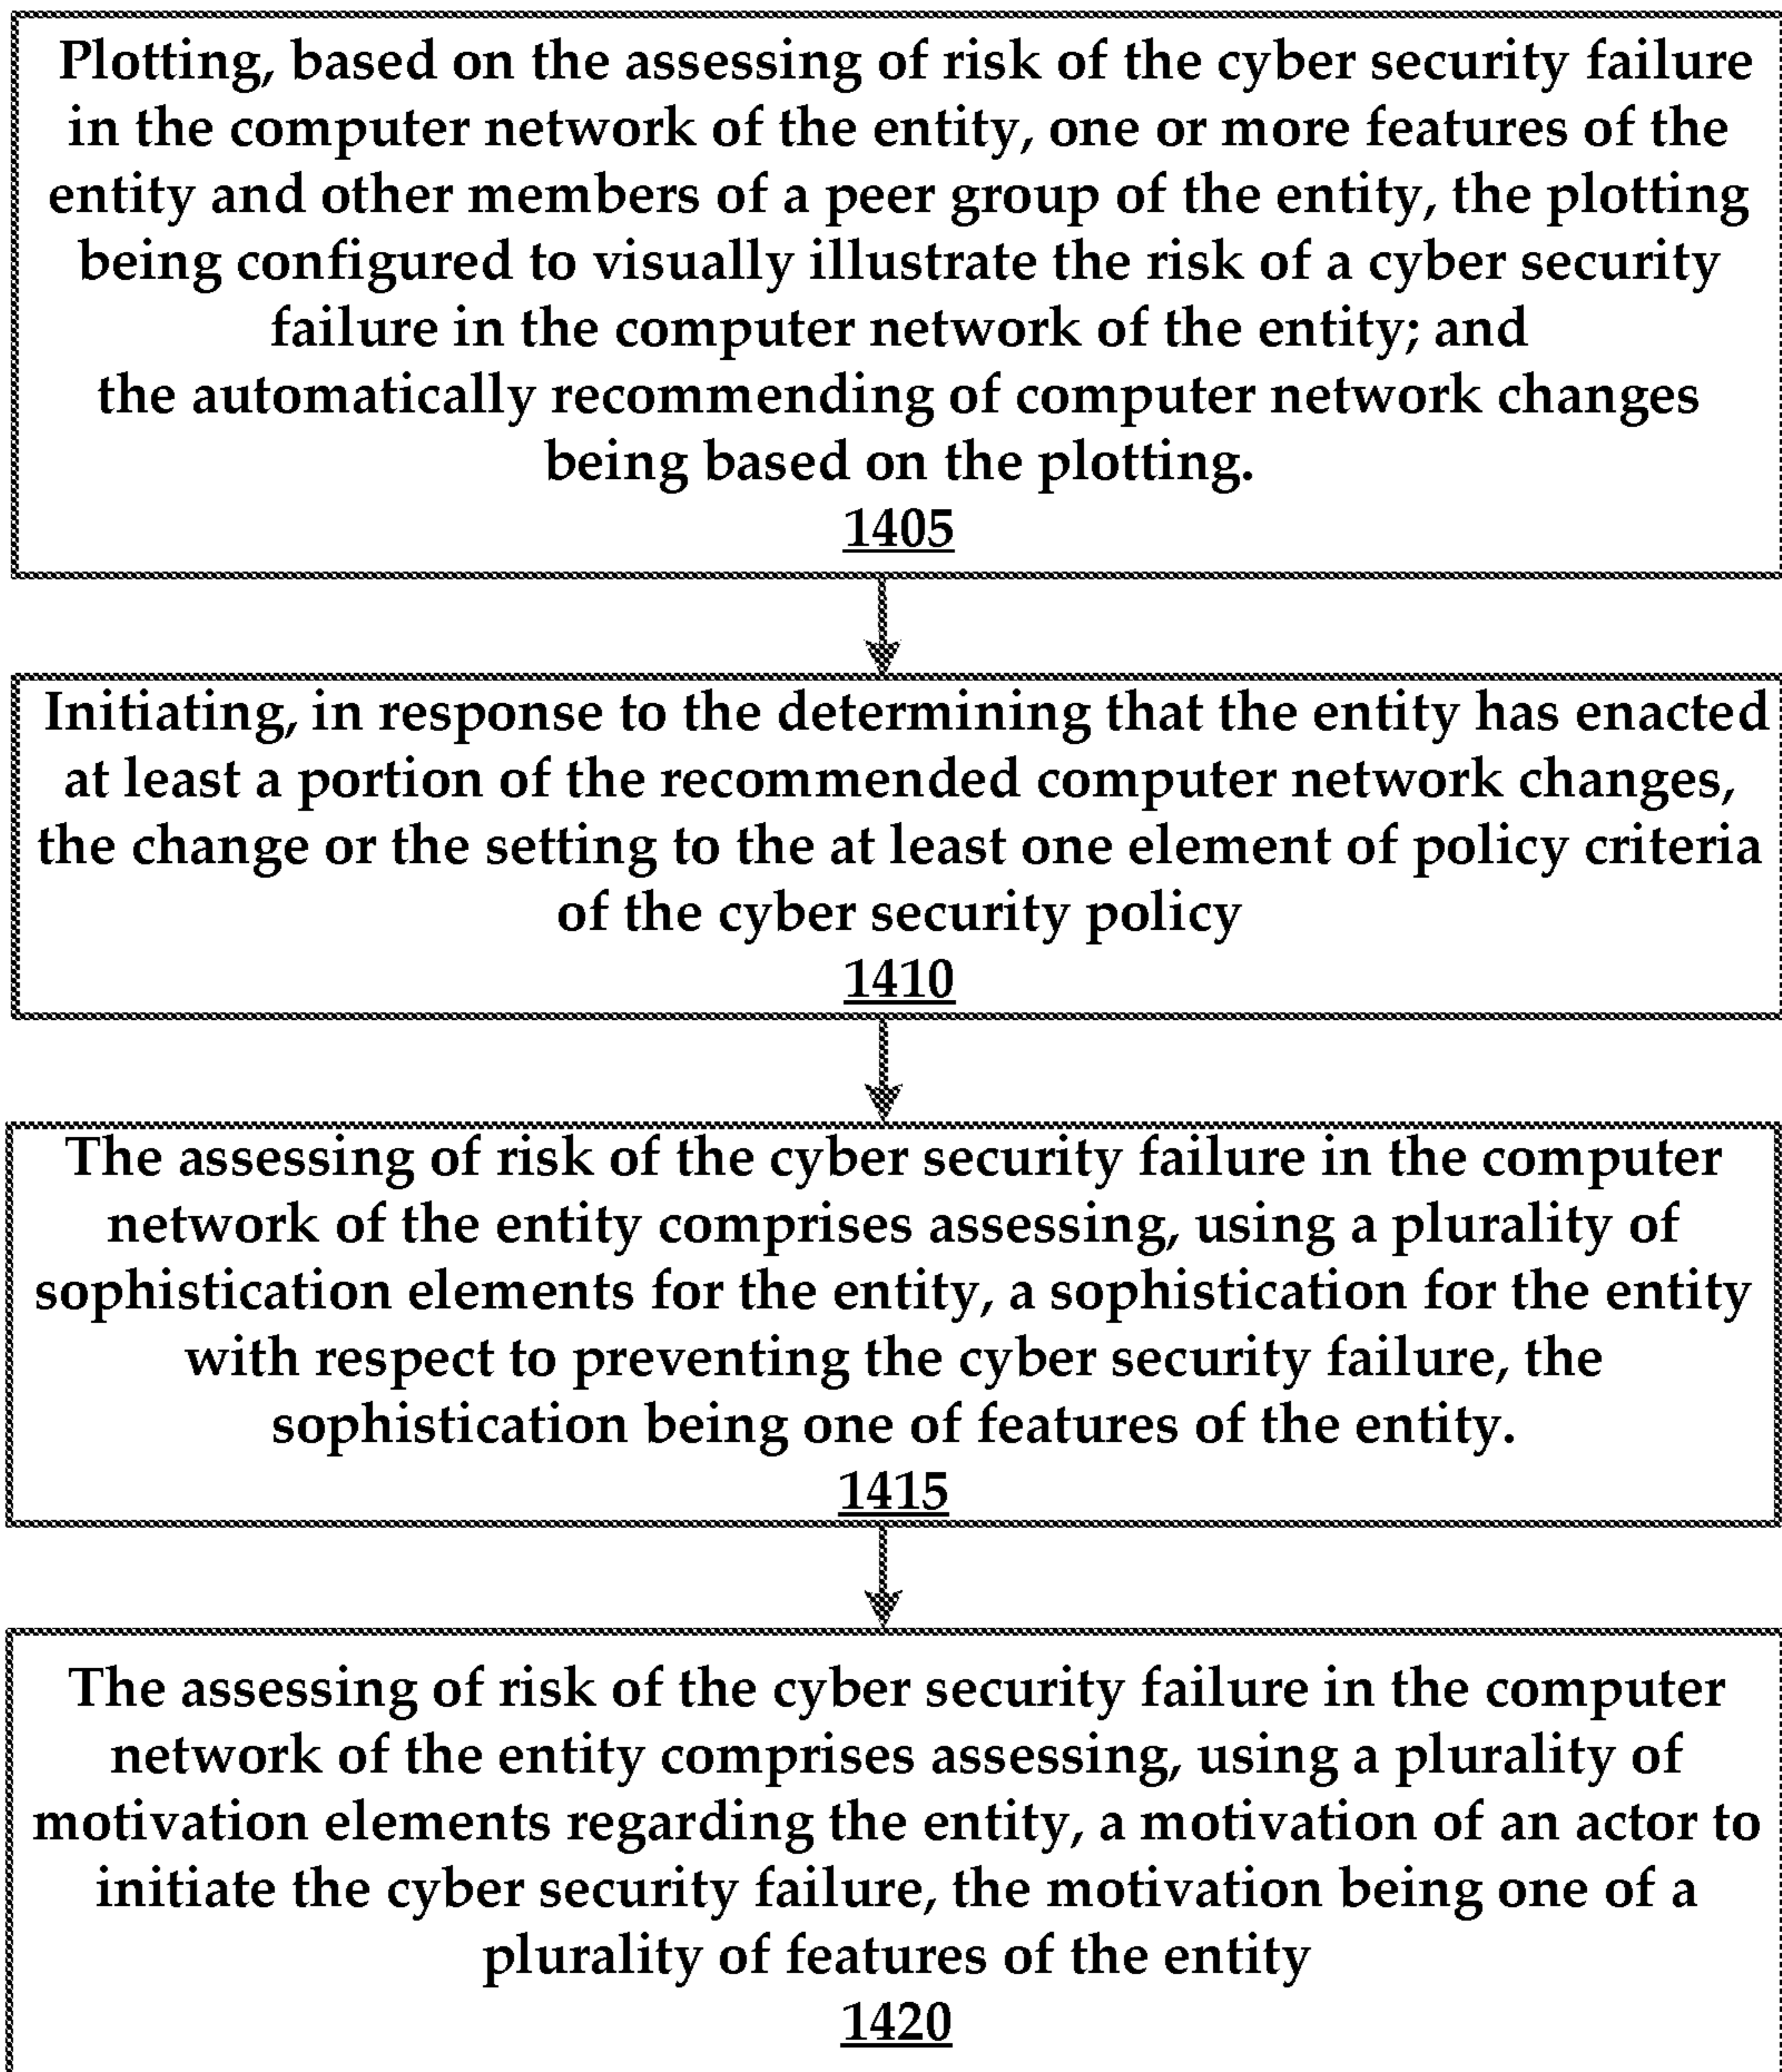 Plotting, based on the assessing of risk of the cyber security failure
in the computer network of the entity, one or more features of the
entity and other members of a peer group of the entity, the plotting
being configured to visually illustrate the risk of a cyber security
failure in the computer network of the entity; and
the automatically recommending of computer network changes
being based on the plotting.
1405
Initiating, in response to the determining that the entity has enacted
at least a portion of the recommended computer network changes,
the change or the setting to the at least one element of policy criteria
of the cyber security policy
1410
The assessing of risk of the cyber security failure in the computer
network of the entity comprises assessing, using a plurality of
sophistication elements for the entity, a sophistication for the entity
with respect to preventing the cyber security failure, the
sophistication being one of features of the entity.
1415
The assessing of risk of the cyber security failure in the computer
network of the entity comprises assessing, using a plurality of
motivation elements regarding the entity, a motivation of an actor to
initiate the cyber security failure, the motivation being one of a
plurality of features of the entity
1420